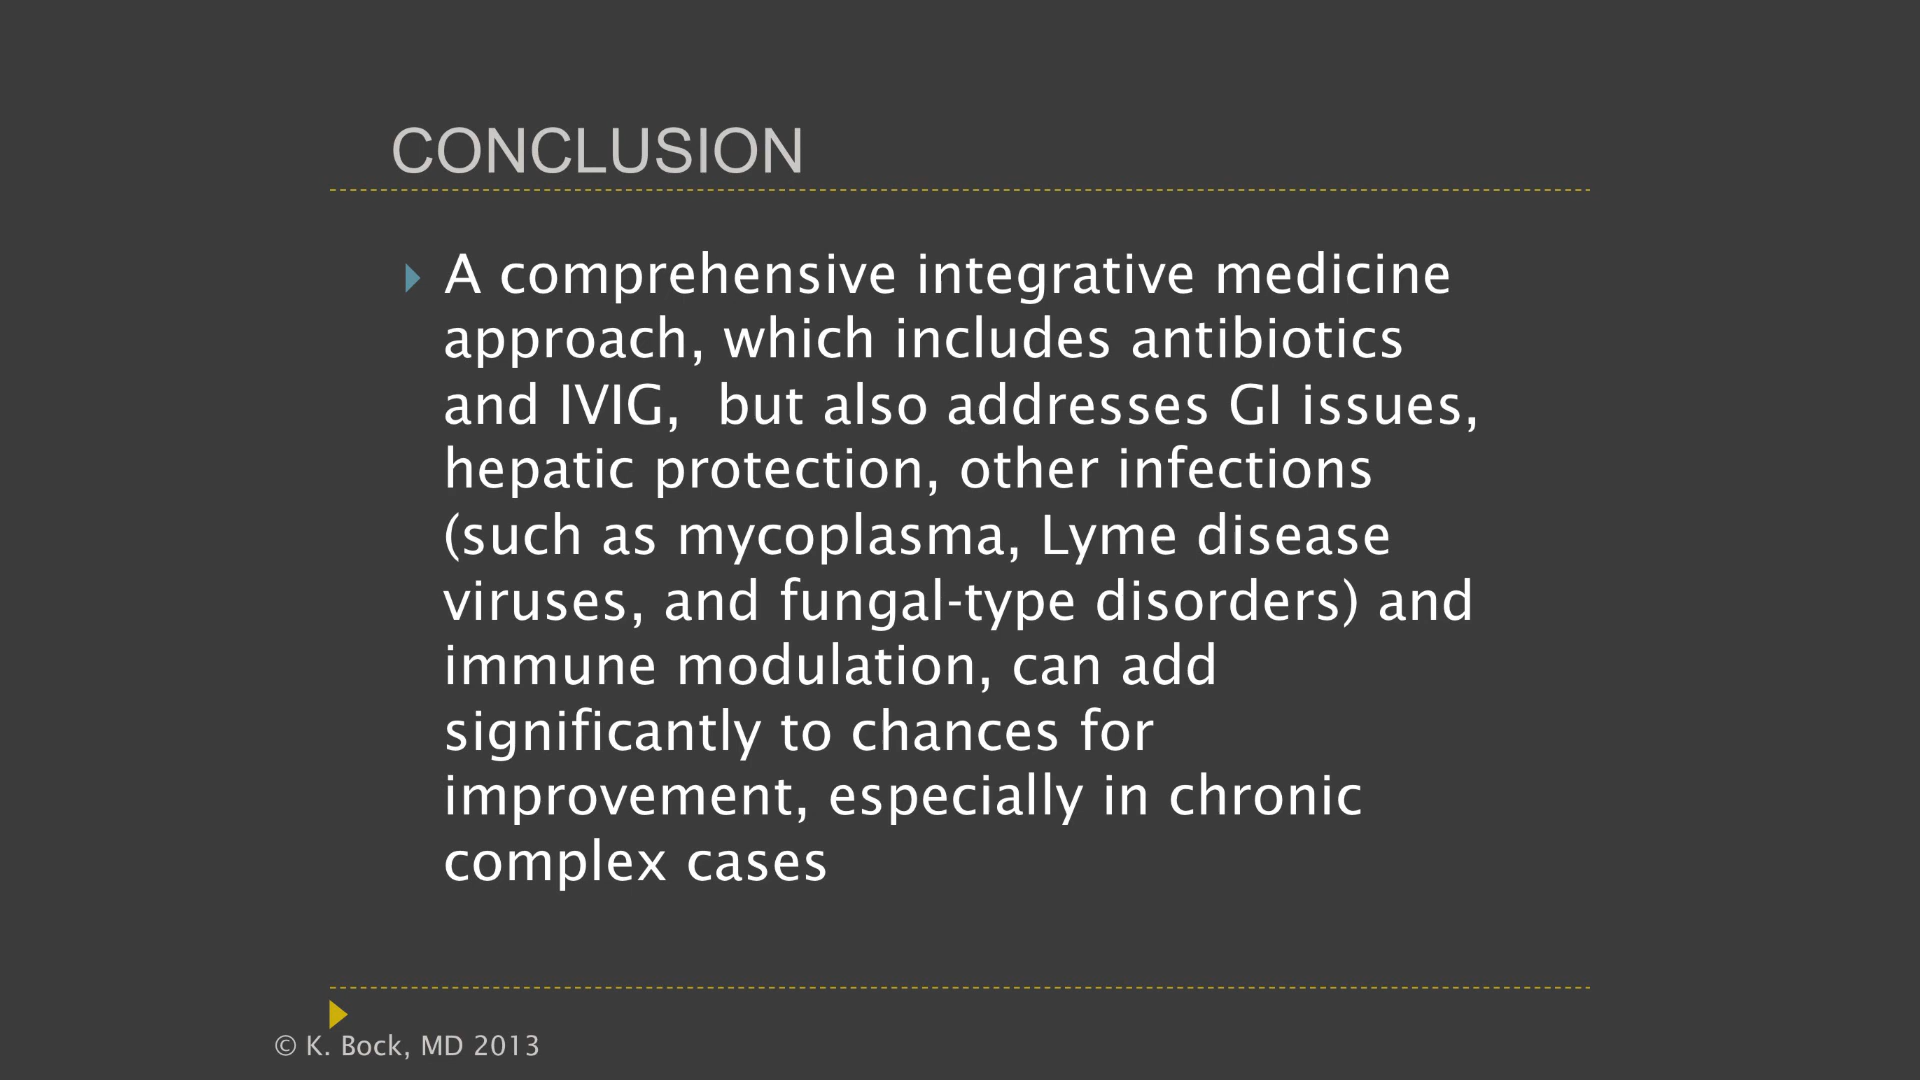 CONCLUSION
A comprehensive integrative medicine
approach, which includes antibiotics
and IVIG,  but also addresses GI issues,
hepatic protection, other infections
(such as mycoplasma, Lyme disease
viruses, and fungal-type disorders) and
immune modulation, can add
significantly to chances for
improvement, especially in chronic
complex cases
© K. Bock, MD 2013